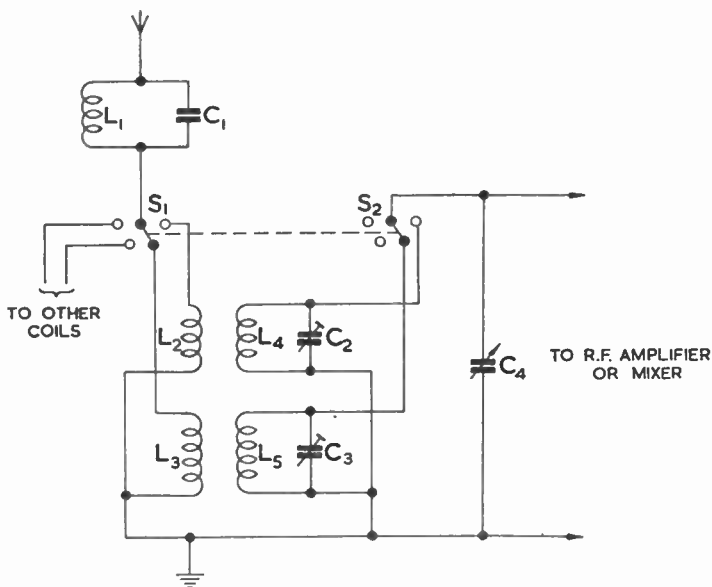 L₁
C₁
S₁
S₂
TO OTHER
COILS
L₂
L₄
C₂
C₄
TO R.F. AMPLIFIER
OR MIXER
L₃
L₅
C₃